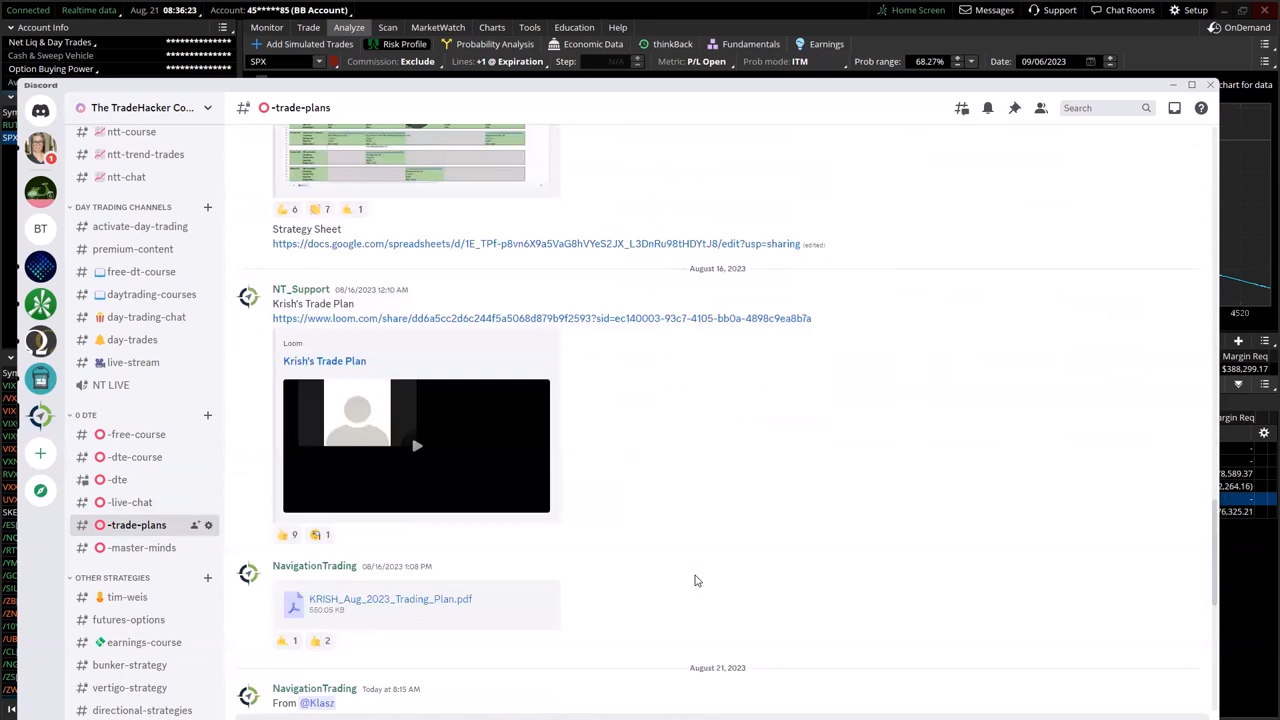 Connected Realtime data Aug. 21, 08:36:23 Account: 45*****85 (BB Account) Home Screen Messages Support Chat Rooms Setup
Account Info Monitor Trade Analyze Scan MarketWatch Charts Tools Education Help OnDemand
Net Liq & Day Trades **********
Cash & Sweep Vehicle **********
Option Buying Power **********
Add Simulated Trades Risk Profile Probability Analysis Economic Data thinkBack Fundamentals Earnings
SPX Commission: Exclude Lines: +1 @ Expiration Step: N/A Metric: P/L Open Prob mode: ITM Prob range: 68.27% Date: 09/06/23
Discord
chart for data
The TradeHacker Co... -trade-plans Search
ntt-course
ntt-trend-trades
ntt-chat
DAY TRADING CHANNELS
activate-day-trading
premium-content
free-dt-course
daytrading-courses
day-trading-chat
day-trades
live-stream
NT LIVE
0 DTE
-free-course
-dte-course
-dte
-live-chat
-trade-plans
-master-minds
OTHER STRATEGIES
tim-weis
futures-options
earnings-course
bunker-strategy
vertigo-strategy
directional-strategies
BT
6 7 1
Strategy Sheet
https://docs.google.com/spreadsheets/d/1E_TPf-p8vn6X9a5VaG8hVYeS2JX_L3DnRu98tHDYtJ8/edit?usp=sharing (edited)
August 16, 2023
NT_Support 08/16/2023 12:10 AM
Krish's Trade Plan
https://www.loom.com/share/dd6a5cc2d6c244f5a5068d879b9f2593?sid=ec140003-93c7-4105-bb0a-4898c9ea8b7a
Loom
Krish's Trade Plan
9 1
NavigationTrading 08/16/2023 1:08 PM
KRISH_Aug_2023_Trading_Plan.pdf
550.05 KB
1 2
August 21, 2023
NavigationTrading Today at 8:15 AM
From @Klasz
4520
Margin Req
$388,299.17